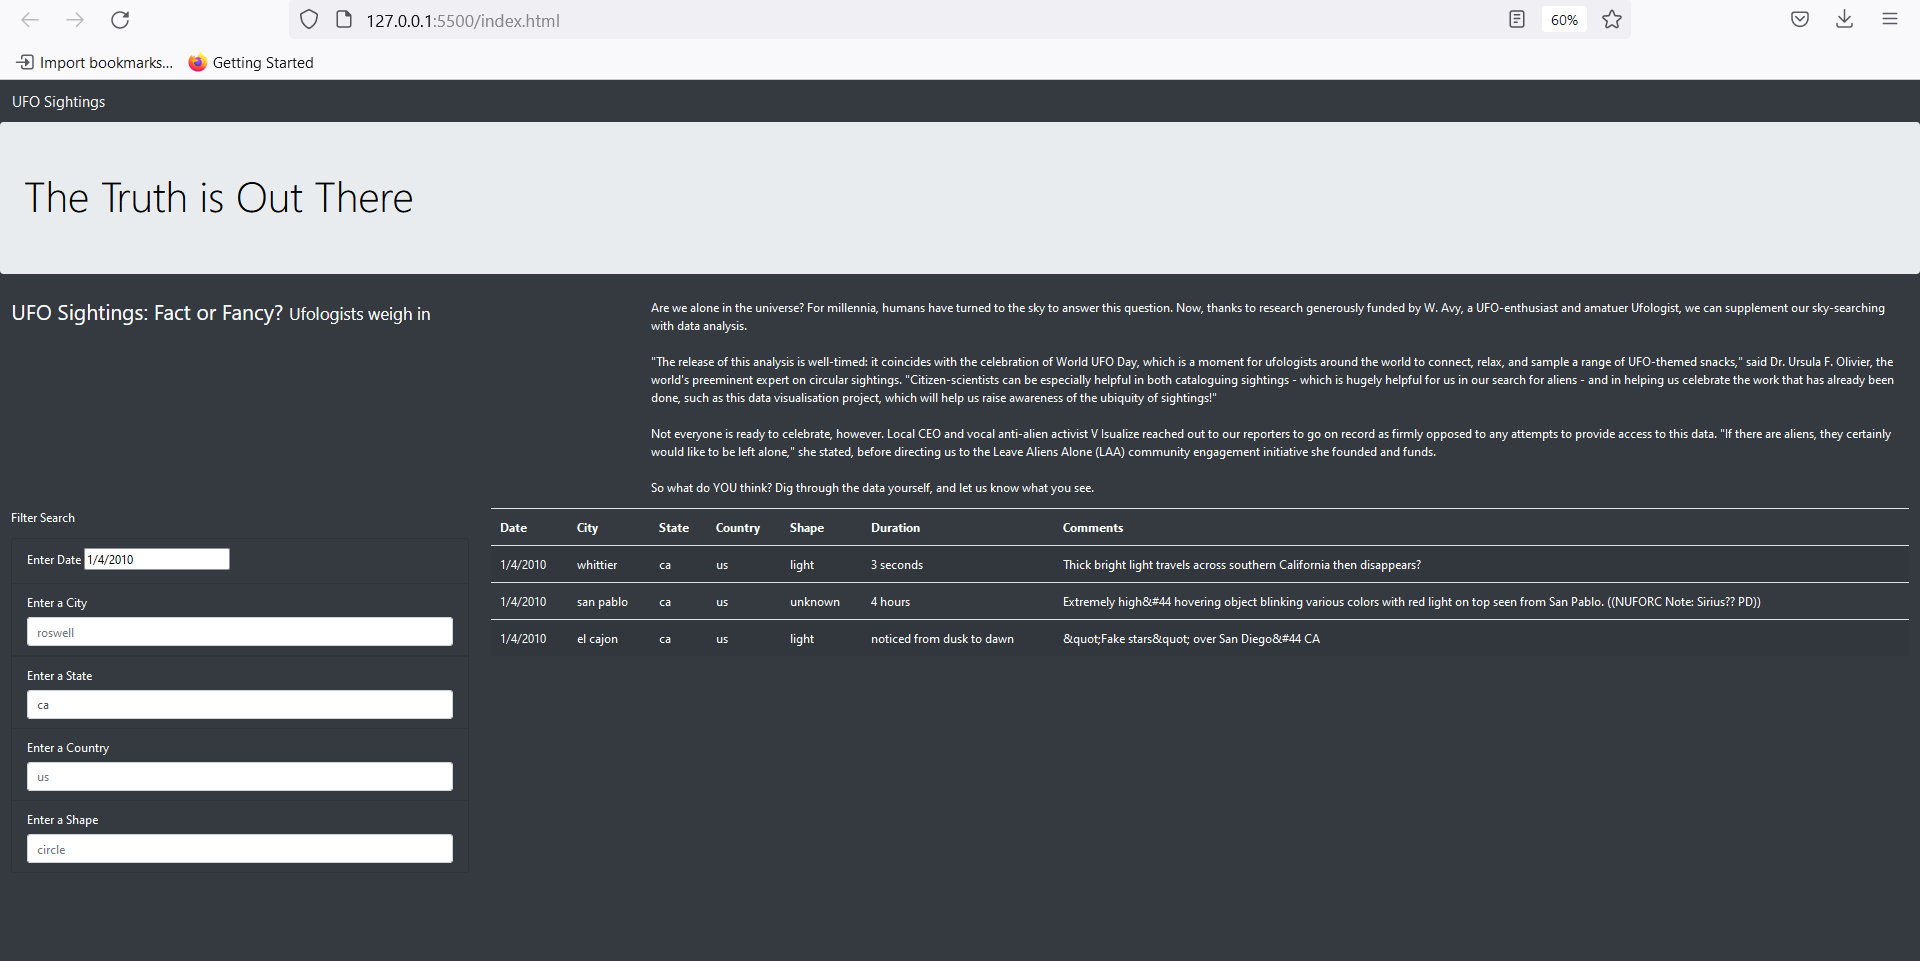 127.0.0.1:5500/index.html
60%
Import bookmarks...
Getting Started
UFO Sightings
The Truth is Out There
UFO Sightings: Fact or Fancy? Ufologists weigh in
Are we alone in the universe? For millennia, humans have turned to the sky to answer this question. Now, thanks to research generously funded by W. Avy, a UFO-enthusiast and amatuer Ufologist, we can supplement our sky-searching
with data analysis.
"The release of this analysis is well-timed: it coincides with the celebration of World UFO Day, which is a moment for ufologists around the world to connect, relax, and sample a range of UFO-themed snacks," said Dr. Ursula F. Olivier, the
world's preeminent expert on circular sightings. "Citizen-scientists can be especially helpful in both cataloguing sightings - which is hugely helpful for us in our search for aliens - and in helping us celebrate the work that has already been
done, such as this data visualisation project, which will help us raise awareness of the ubiquity of sightings!"
Not everyone is ready to celebrate, however. Local CEO and vocal anti-alien activist V Isualize reached out to our reporters to go on record as firmly opposed to any attempts to provide access to this data. "If there are aliens, they certainly
would like to be left alone," she stated, before directing us to the Leave Aliens Alone (LAA) community engagement initiative she founded and funds.
So what do YOU think? Dig through the data yourself, and let us know what you see.
Filter Search
Enter Date 1/4/2010
Enter a City
roswell
Enter a State
ca
Enter a Country
us
Enter a Shape
circle
Date City State Country Shape Duration Comments
1/4/2010 whittier ca us light 3 seconds Thick bright light travels across southern California then disappears?
1/4/2010 san pablo ca us unknown 4 hours Extremely high&#44 hovering object blinking various colors with red light on top seen from San Pablo. ((NUFORC Note: Sirius?? PD))
1/4/2010 el cajon ca us light noticed from dusk to dawn &quot;Fake stars&quot; over San Diego&#44 CA